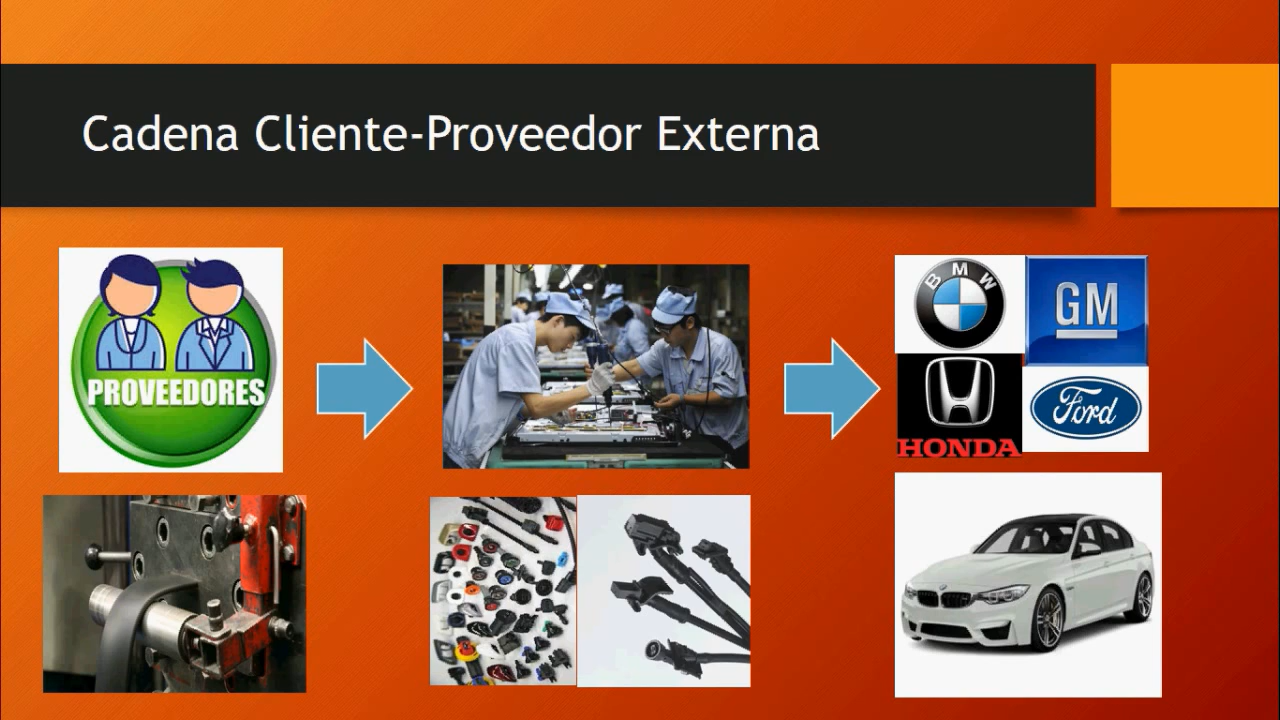 Cadena Cliente-Proveedor Externa
PROVEEDORES
BMW
GM
HONDA
Ford